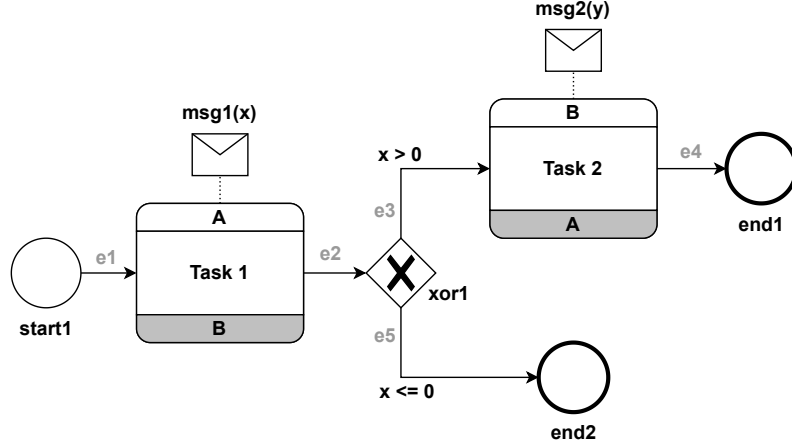 msg2(y)
B
Task 2
A
e4
end1
msg1(x)
A
Task 1
B
e1
start1
e2
x > 0
e3
xor1
e5
x <= 0
end2